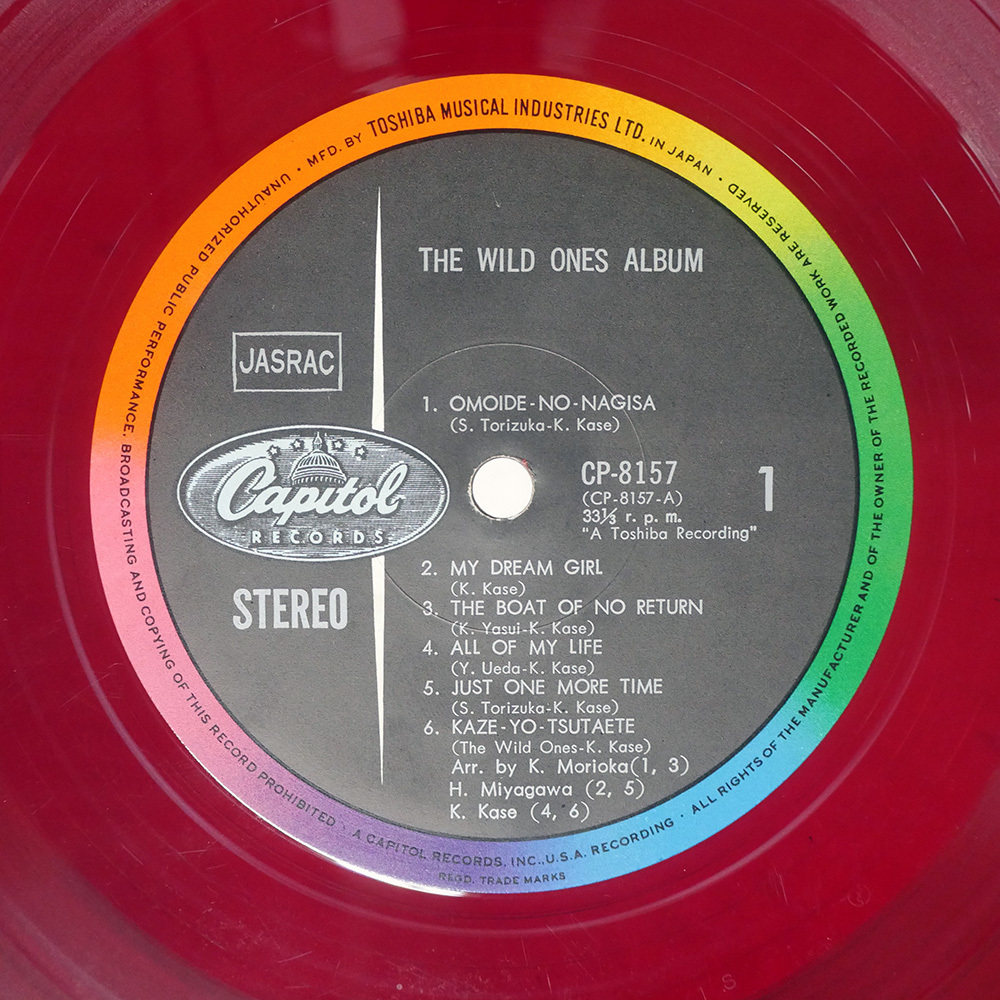 MFD. BY TOSHIBA MUSICAL INDUSTRIES LTD. IN JAPAN · UNAUTHORIZED PUBLIC PERFORMANCE, BROADCASTING AND COPYING OF THIS RECORD PROHIBITED · A CAPITOL RECORDS, INC., U.S.A. RECORDING · ALL RIGHTS OF THE MANUFACTURER AND OF THE OWNER OF THE RECORDED WORK ARE RESERVED ·
REGD. TRADE MARKS
THE WILD ONES ALBUM
JASRAC
Capitol
RECORDS
STEREO
1. OMOIDE-NO-NAGISA
(S. Torizuka-K. Kase)
CP-8157
(CP-8157-A)
33⅓ r. p. m.
"A Toshiba Recording"
1
2. MY DREAM GIRL
(K. Kase)
3. THE BOAT OF NO RETURN
(K. Yasui-K. Kase)
4. ALL OF MY LIFE
(Y. Ueda-K. Kase)
5. JUST ONE MORE TIME
(S. Torizuka-K. Kase)
6. KAZE-YO-TSUTAETE
(The Wild Ones-K. Kase)
Arr. by K. Morioka(1, 3)
H. Miyagawa (2, 5)
K. Kase (4, 6)